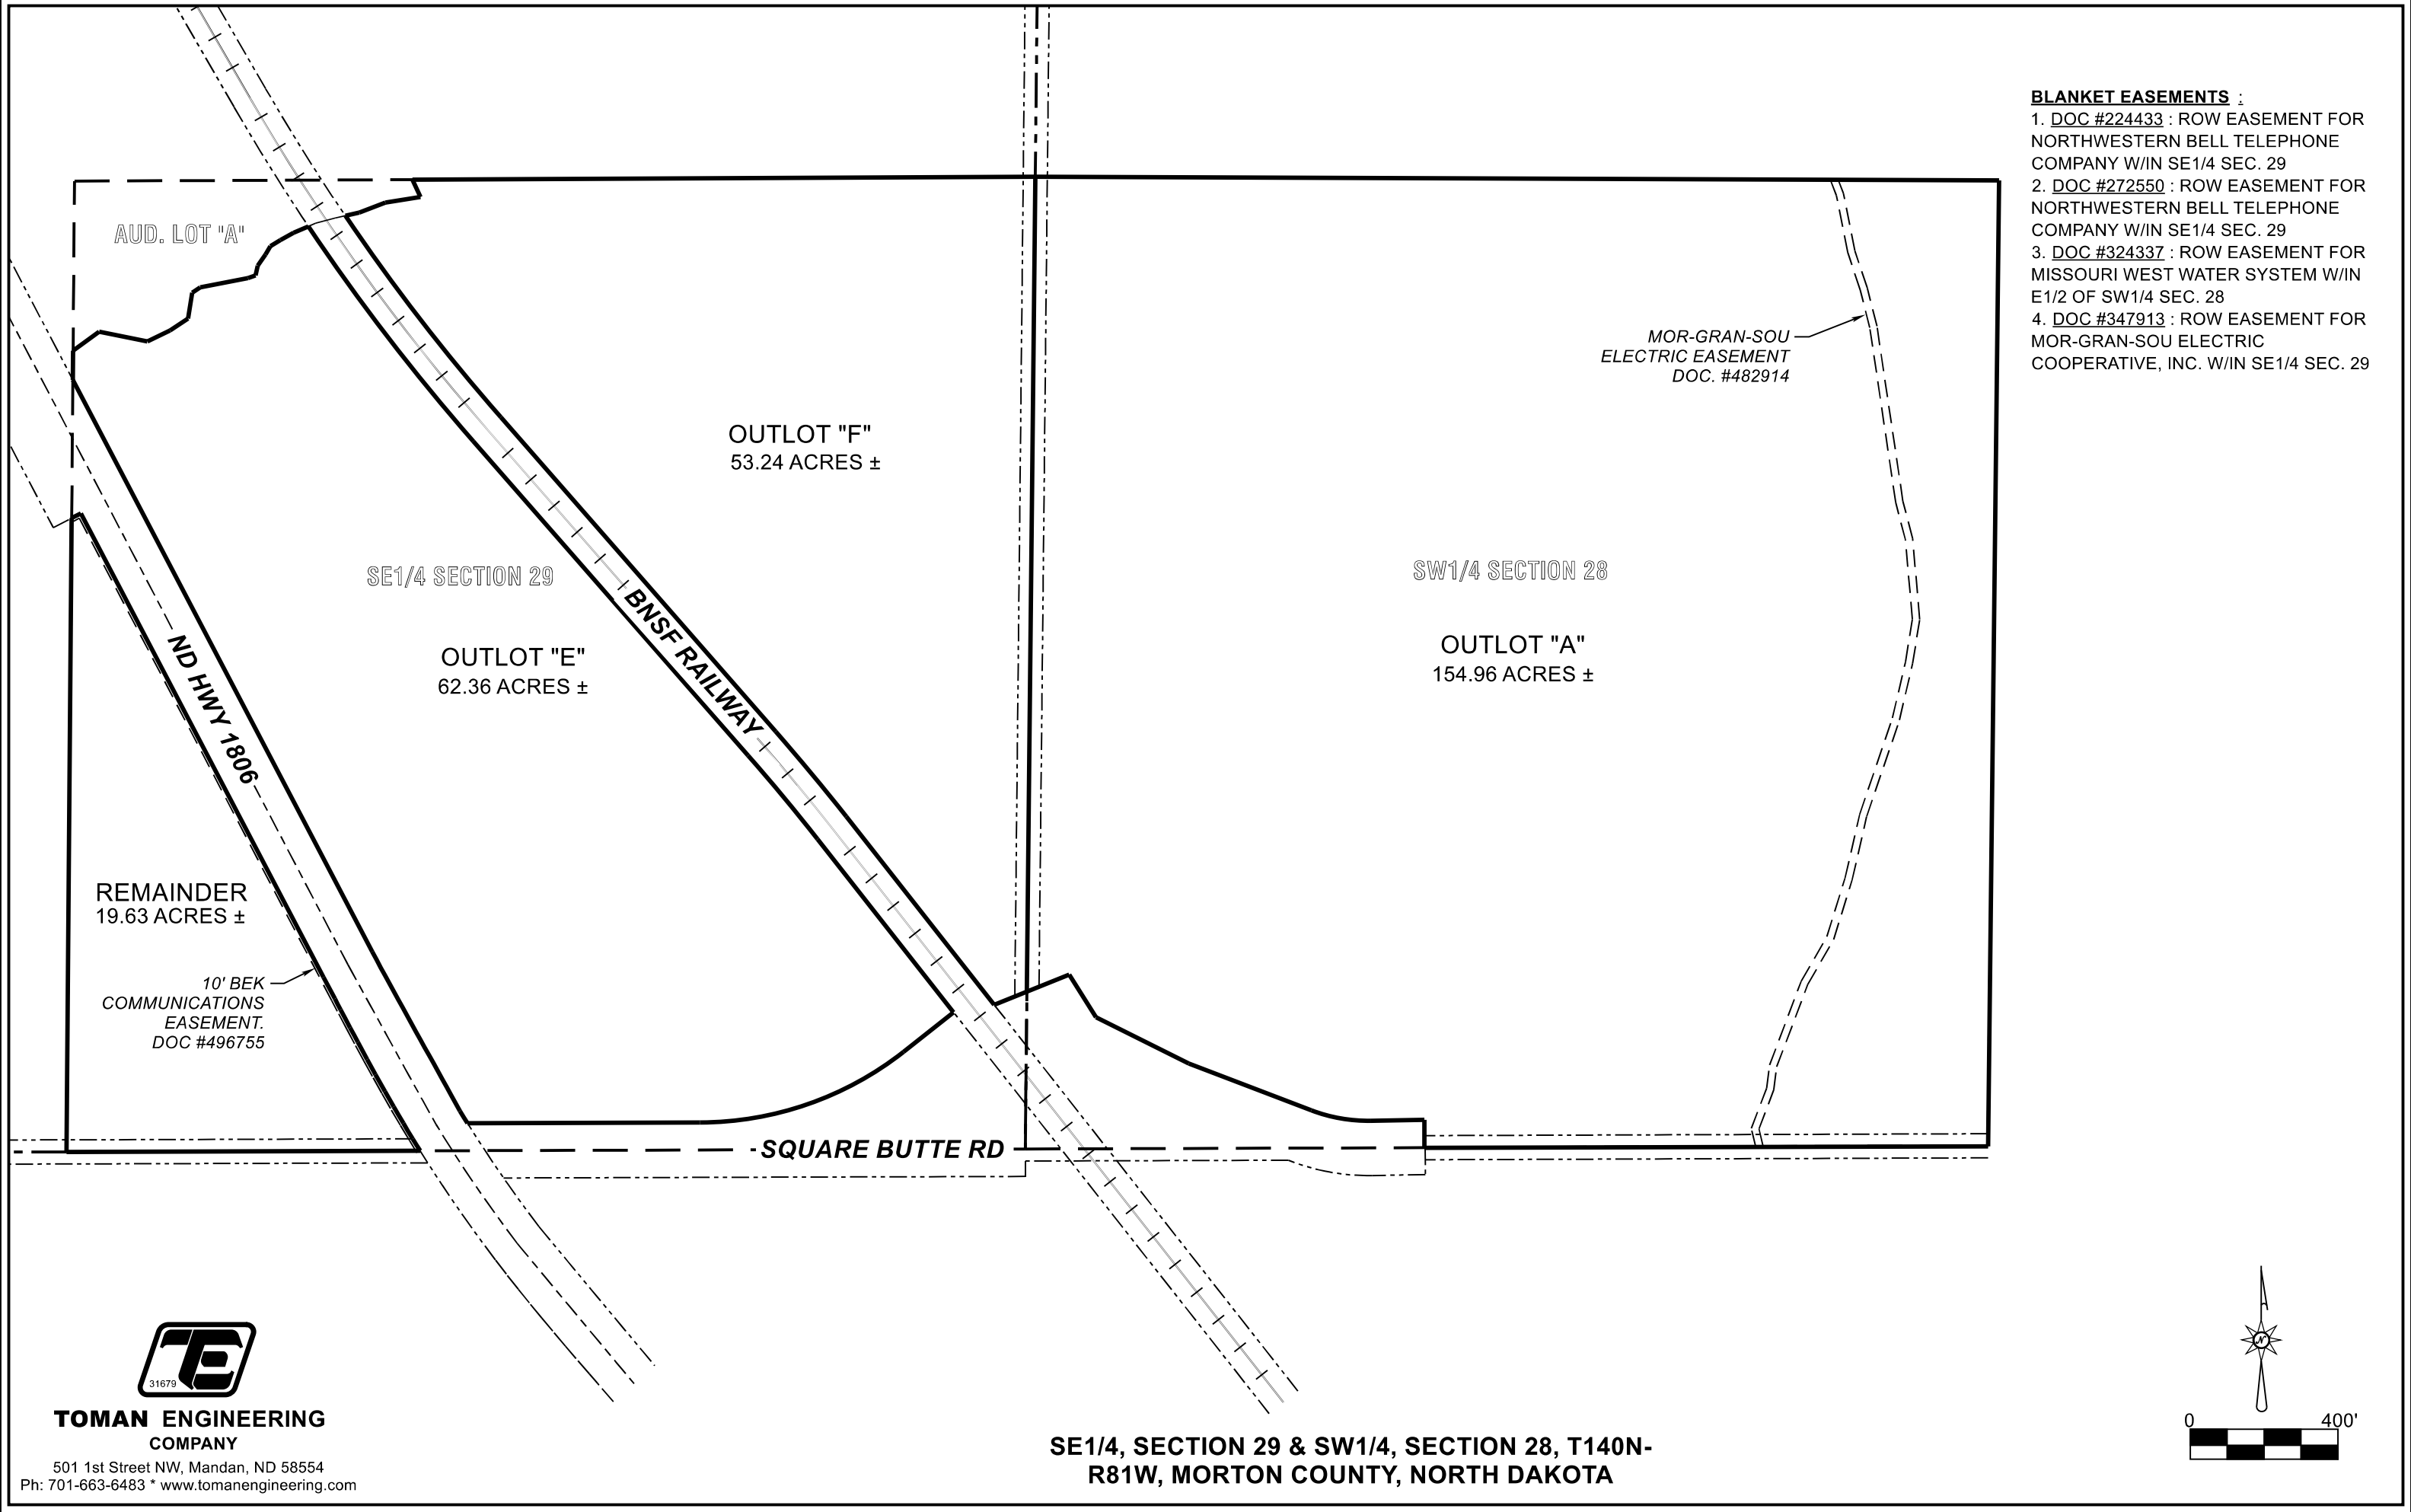 BLANKET EASEMENTS :
1. DOC #224433 : ROW EASEMENT FOR
NORTHWESTERN BELL TELEPHONE
COMPANY W/IN SE1/4 SEC. 29
2. DOC #272550 : ROW EASEMENT FOR
NORTHWESTERN BELL TELEPHONE
COMPANY W/IN SE1/4 SEC. 29
3. DOC #324337 : ROW EASEMENT FOR
MISSOURI WEST WATER SYSTEM W/IN
E1/2 OF SW1/4 SEC. 28
4. DOC #347913 : ROW EASEMENT FOR
MOR-GRAN-SOU ELECTRIC
COOPERATIVE, INC. W/IN SE1/4 SEC. 29
AUD. LOT "A"
MOR-GRAN-SOU
ELECTRIC EASEMENT
DOC. #482914
OUTLOT "F"
53.24 ACRES ±
SE1/4 SECTION 29
SW1/4 SECTION 28
OUTLOT "E"
62.36 ACRES ±
BNSF RAILWAY
OUTLOT "A"
154.96 ACRES ±
ND HWY 1806
REMAINDER
19.63 ACRES ±
10' BEK
COMMUNICATIONS
EASEMENT.
DOC #496755
SQUARE BUTTE RD
TE
31679
TOMAN ENGINEERING
COMPANY
501 1st Street NW, Mandan, ND 58554
Ph: 701-663-6483 * www.tomanengineering.com
SE1/4, SECTION 29 & SW1/4, SECTION 28, T140N-
R81W, MORTON COUNTY, NORTH DAKOTA
N
0 400'